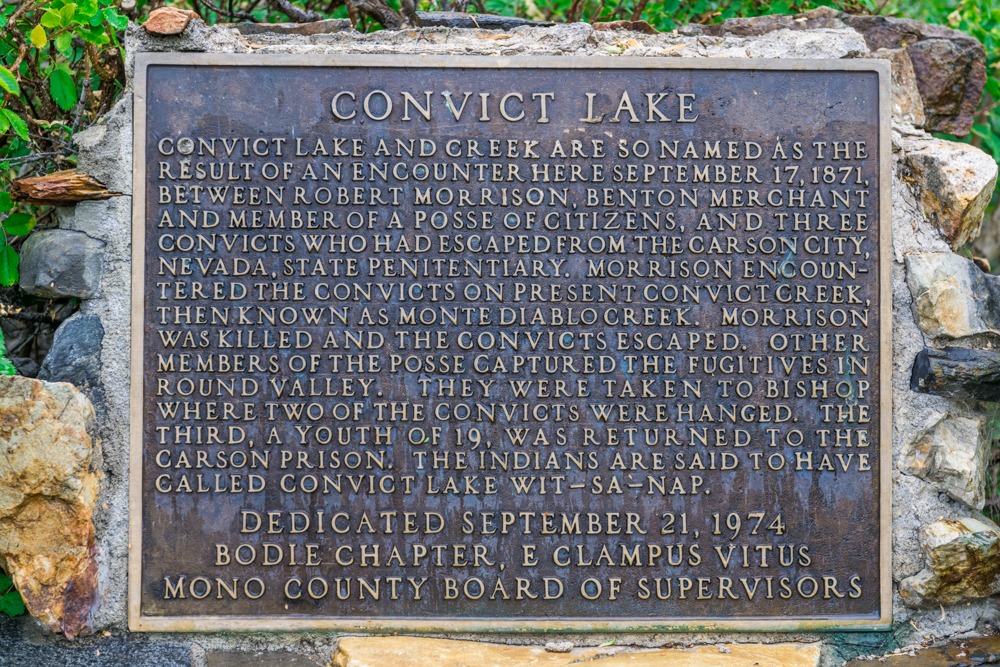 CONVICT LAKE
CONVICT LAKE AND CREEK ARE SO NAMED AS THE
RESULT OF AN ENCOUNTER HERE SEPTEMBER 17, 1871,
BETWEEN ROBERT MORRISON, BENTON MERCHANT
AND MEMBER OF A POSSE OF CITIZENS, AND THREE
CONVICTS WHO HAD ESCAPED FROM THE CARSON CITY,
NEVADA, STATE PENITENTIARY. MORRISON ENCOUN-
TERED THE CONVICTS ON PRESENT CONVICT CREEK,
THEN KNOWN AS MONTE DIABLO CREEK. MORRISON
WAS KILLED AND THE CONVICTS ESCAPED. OTHER
MEMBERS OF THE POSSE CAPTURED THE FUGITIVES IN
ROUND VALLEY. THEY WERE TAKEN TO BISHOP
WHERE TWO OF THE CONVICTS WERE HANGED. THE
THIRD, A YOUTH OF 19, WAS RETURNED TO THE
CARSON PRISON. THE INDIANS ARE SAID TO HAVE
CALLED CONVICT LAKE WIT-SA-NAP.
DEDICATED SEPTEMBER 21, 1974
BODIE CHAPTER, E CLAMPUS VITUS
MONO COUNTY BOARD OF SUPERVISORS